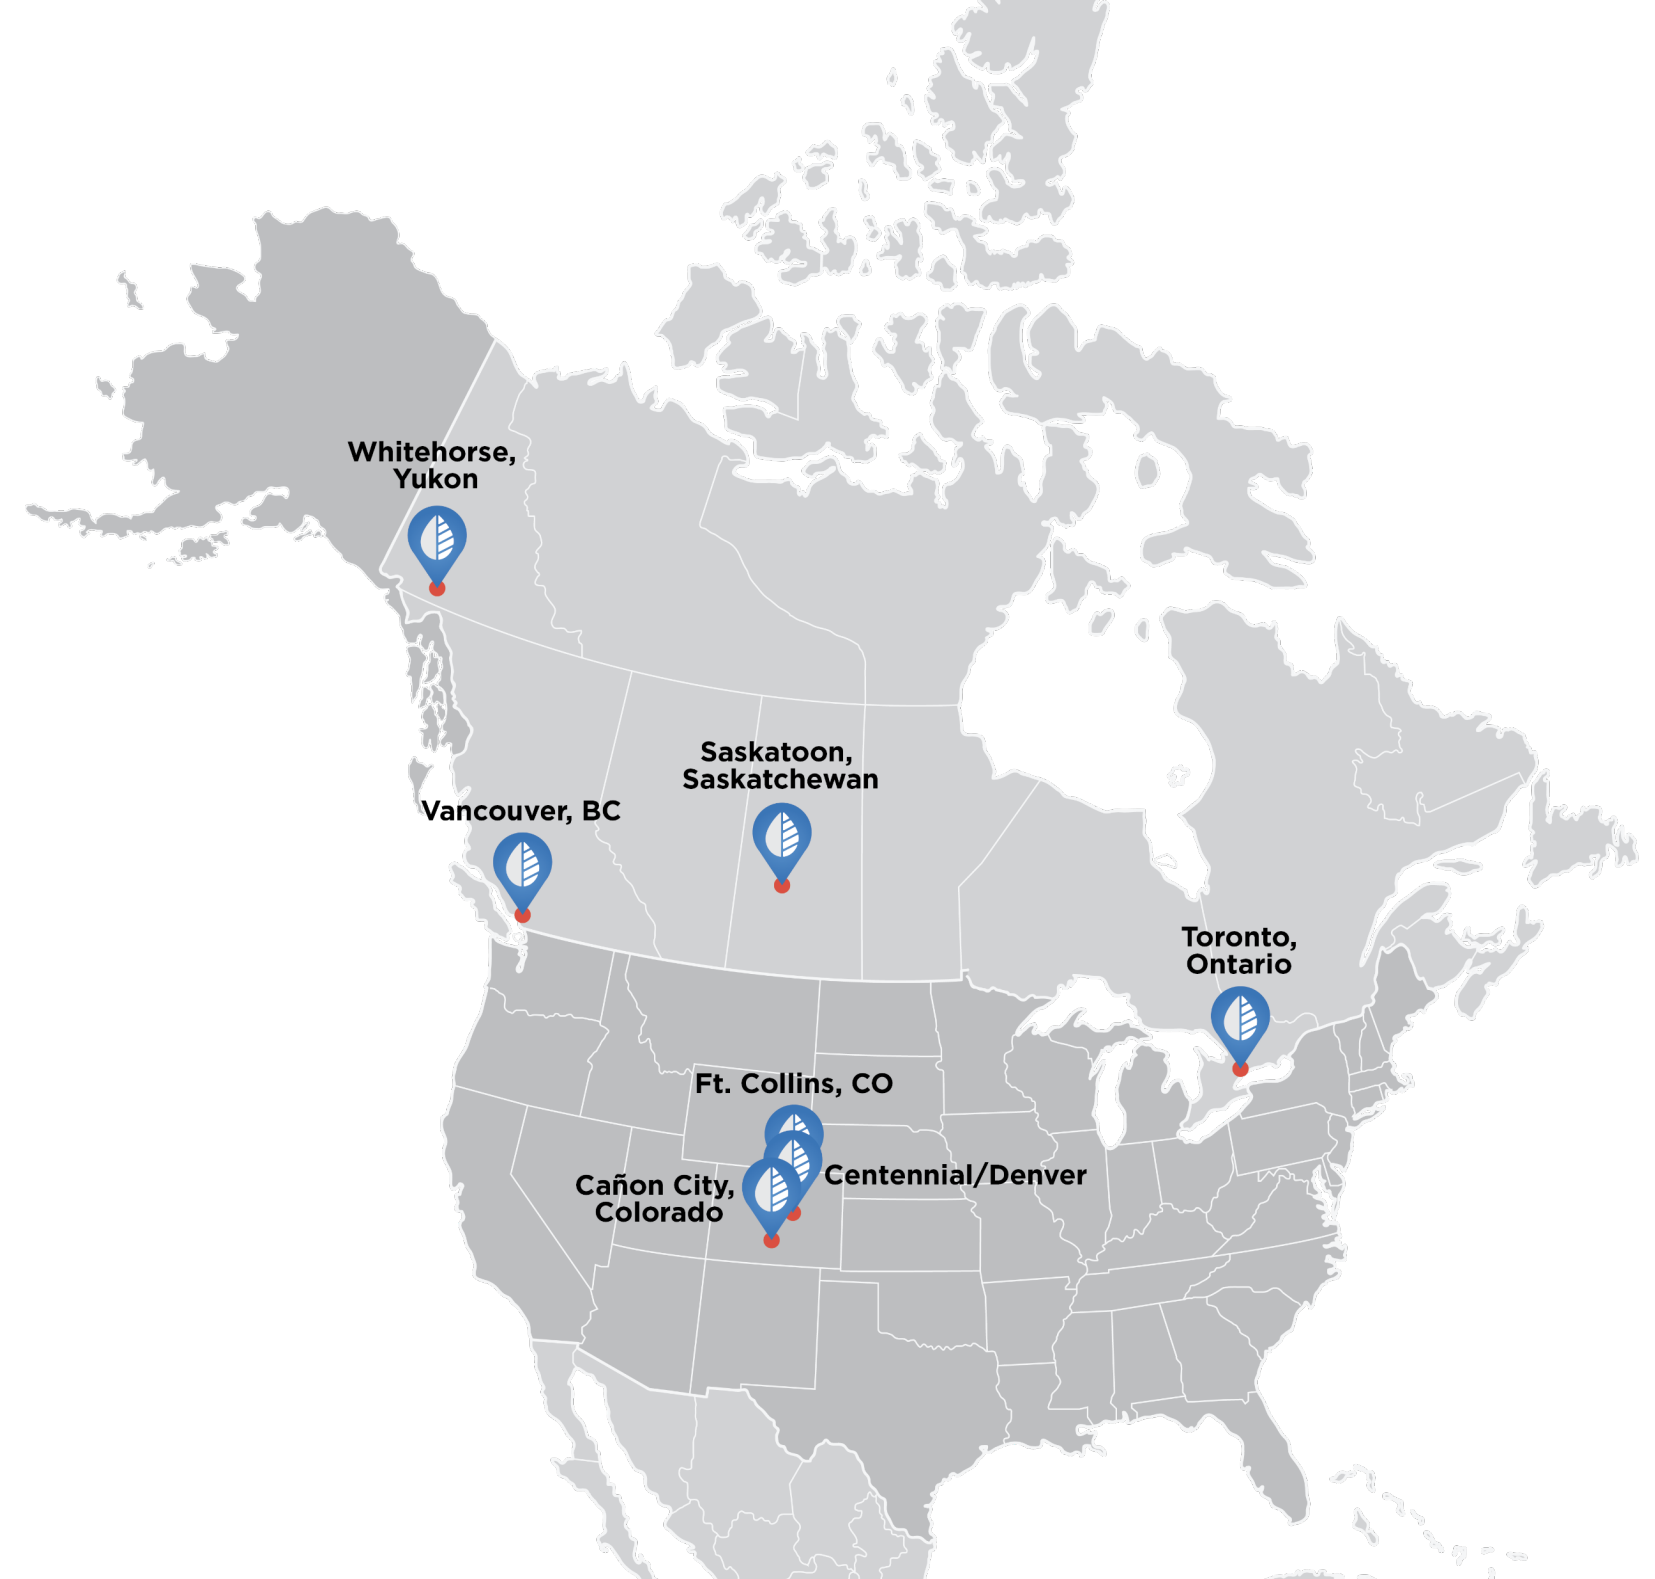 Whitehorse,
Yukon
Saskatoon,
Saskatchewan
Vancouver, BC
Toronto,
Ontario
Ft. Collins, CO
Centennial/Denver
Cañon City,
Colorado